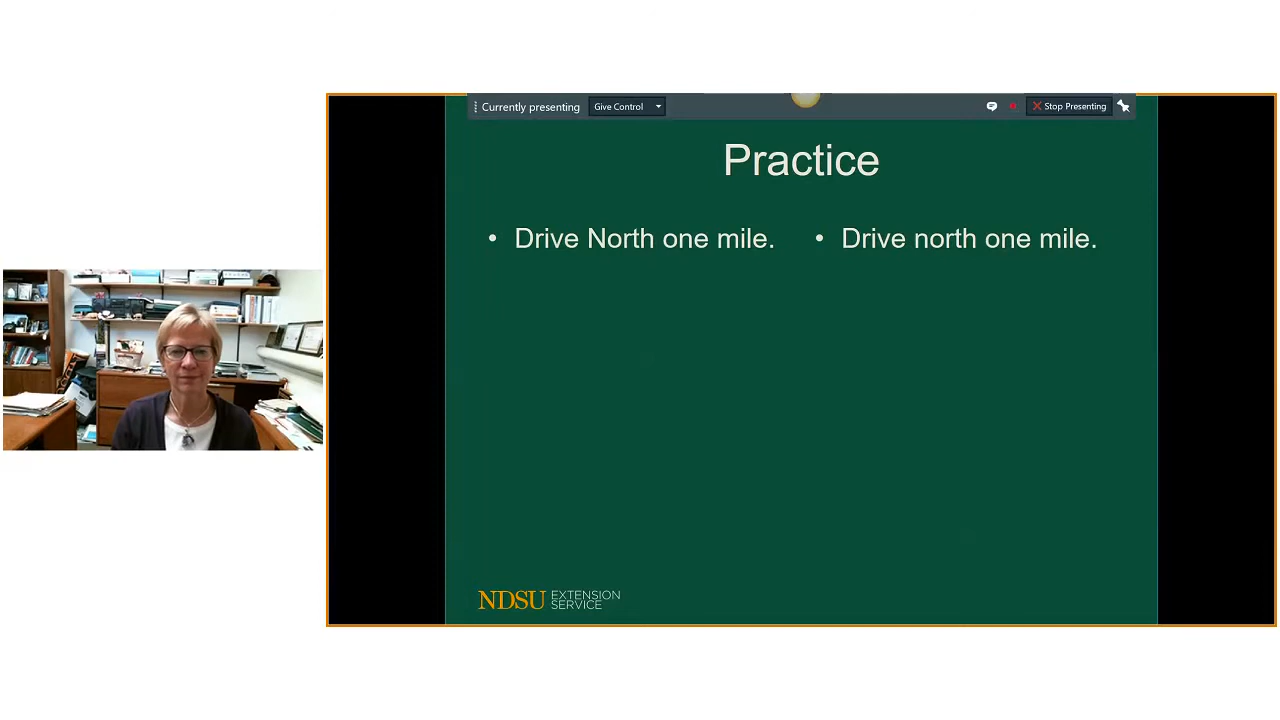 Currently presenting Give Control Stop Presenting
Practice
• Drive North one mile. • Drive north one mile.
NDSU EXTENSION
SERVICE